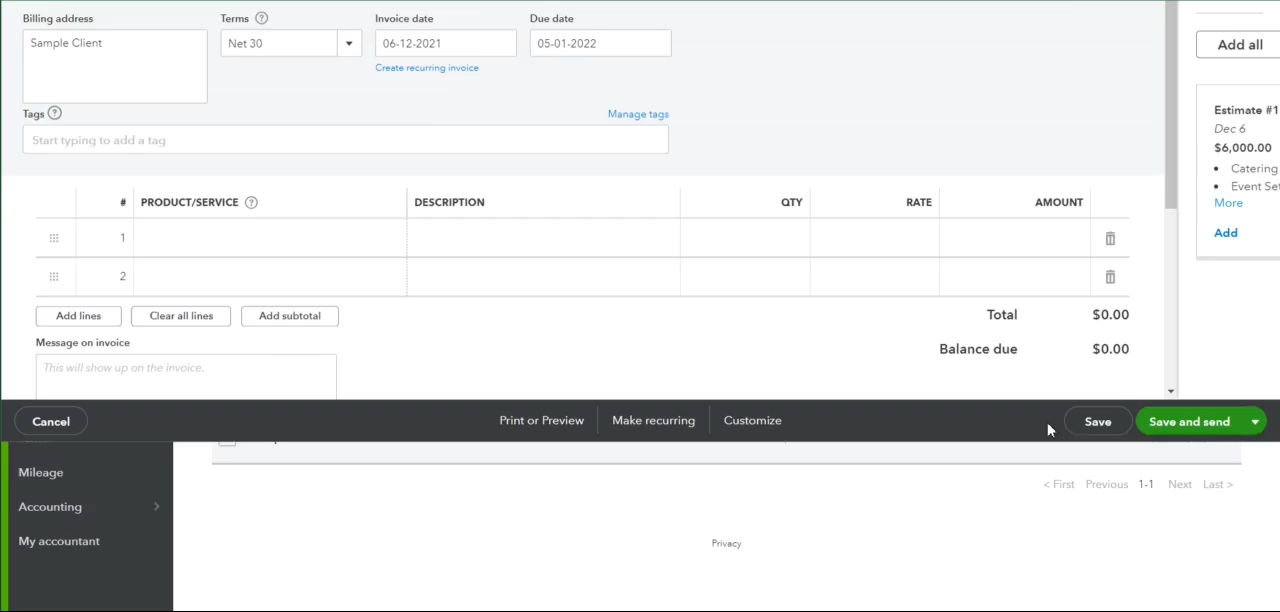 Billing address
Terms ?
Invoice date
Due date
Sample Client
Net 30
06-12-2021
05-01-2022
Create recurring invoice
Tags ?
Manage tags
Start typing to add a tag
# PRODUCT/SERVICE ? DESCRIPTION QTY RATE AMOUNT
1
2
Add lines Clear all lines Add subtotal
Total $0.00
Message on invoice
Balance due $0.00
This will show up on the invoice.
Add all
Estimate #1
Dec 6
$6,000.00
• Catering
• Event Set
More
Add
Cancel Print or Preview Make recurring Customize Save Save and send
Mileage
Accounting >
My accountant
< First Previous 1-1 Next Last >
Privacy